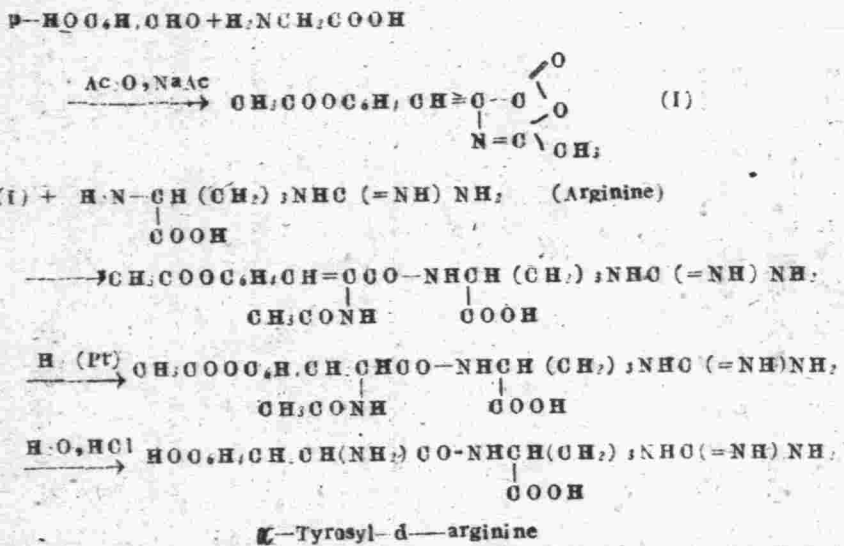 p—HOC₆H₄CHO+H₂NCH₂COOH
Ac₂O,NaAc
CH₃COOC₆H₄CH=C—C
O
O
(I)
N=C
CH₃
(I) + H₂N—CH(CH₂)₃NHC(=NH)NH₂ (Arginine)
COOH
CH₃COOC₆H₄CH=CCO—NHCH(CH₂)₃NHC(=NH)NH₂
CH₃CONH COOH
H₂(Pt)
CH₃COOC₆H₄CH₂CHCO—NHCH(CH₂)₃NHC(=NH)NH₂
CH₃CONH COOH
H₂O,HCl
HOC₆H₄CH₂CH(NH₂)CO-NHCH(CH₂)₃NHC(=NH)NH₂
COOH
—Tyrosyl-d—arginine